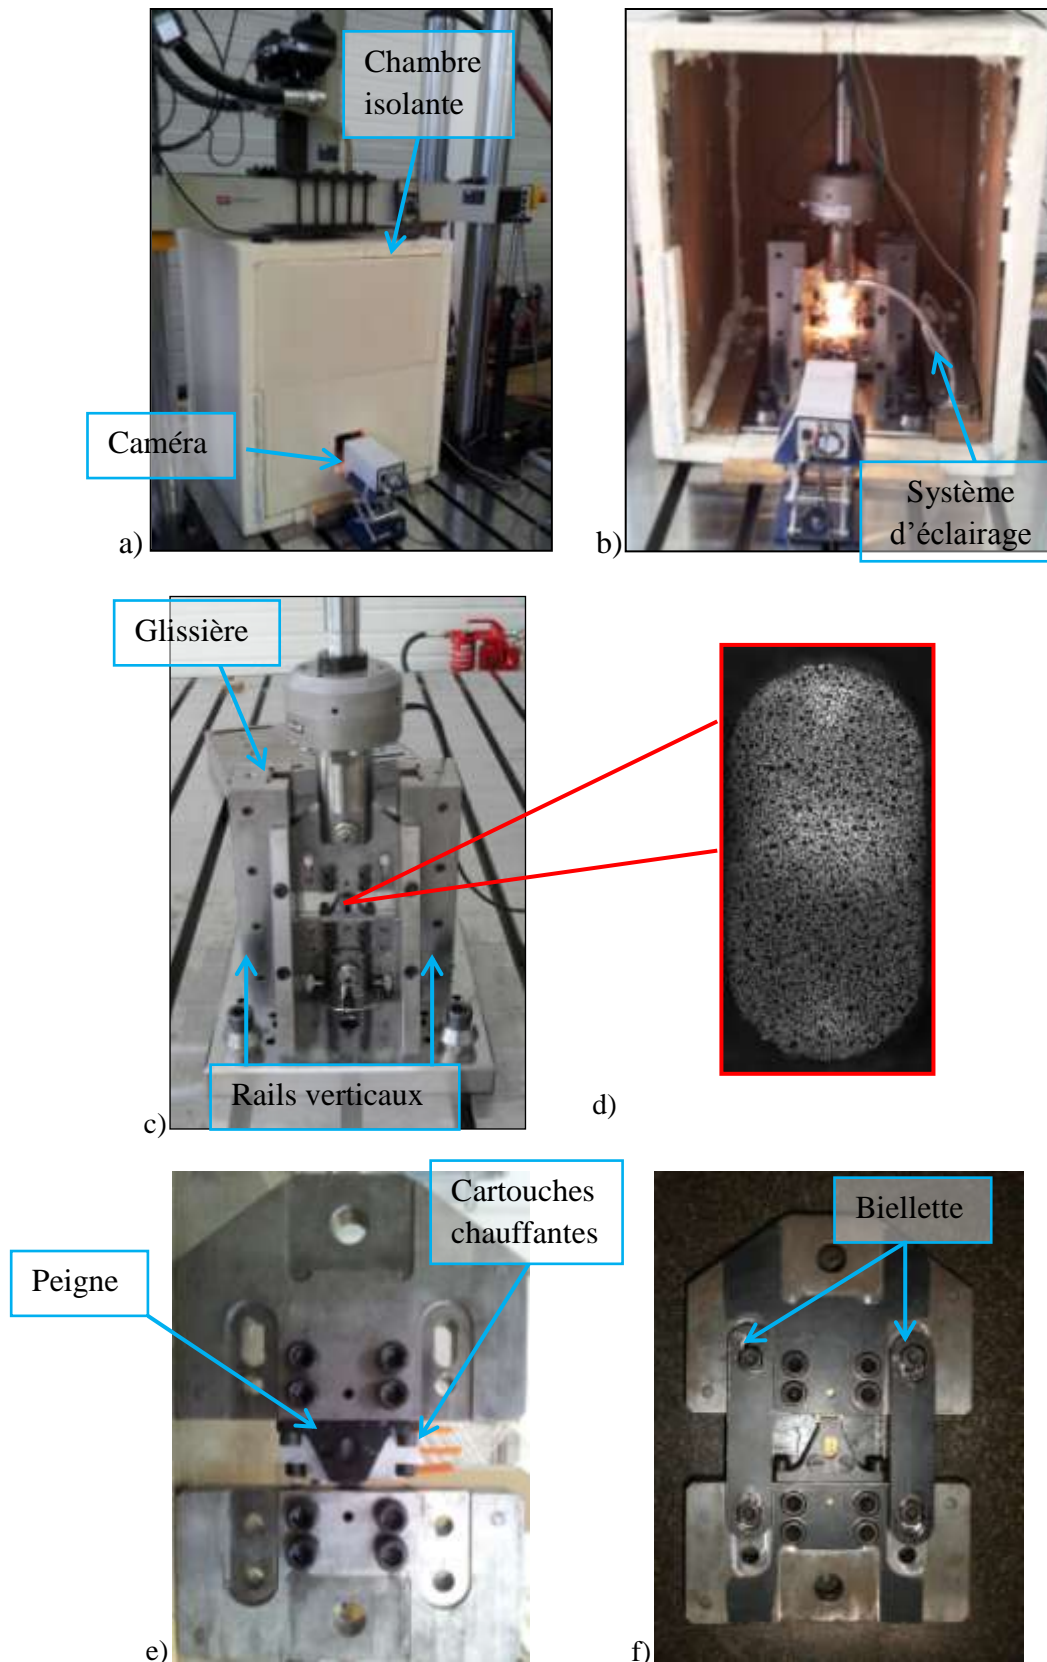 Chambre
isolante
Caméra
a)
b)
Système
d'éclairage
Glissière
Rails verticaux
c)
d)
Cartouches
chauffantes
Peigne
Biellette
e)
f)